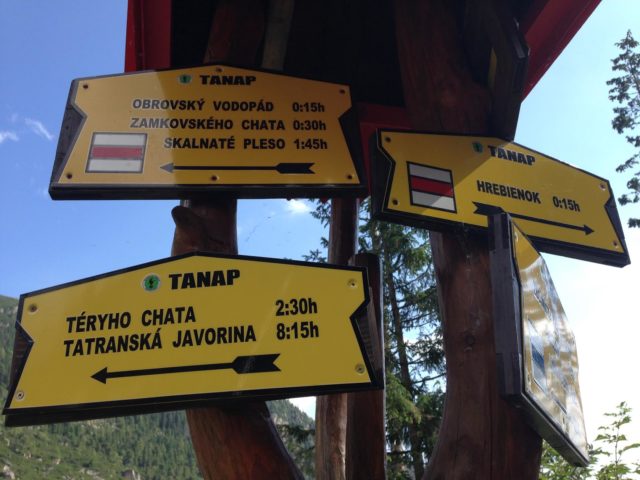 TANAP
OBROVSKÝ VODOPÁD 0:15h
ZAMKOVSKÉHO CHATA 0:30h
SKALNATÉ PLESO 1:45h
TANAP
HREBIENOK 0:15h
TANAP
TÉRYHO CHATA 2:30h
TATRANSKÁ JAVORINA 8:15h